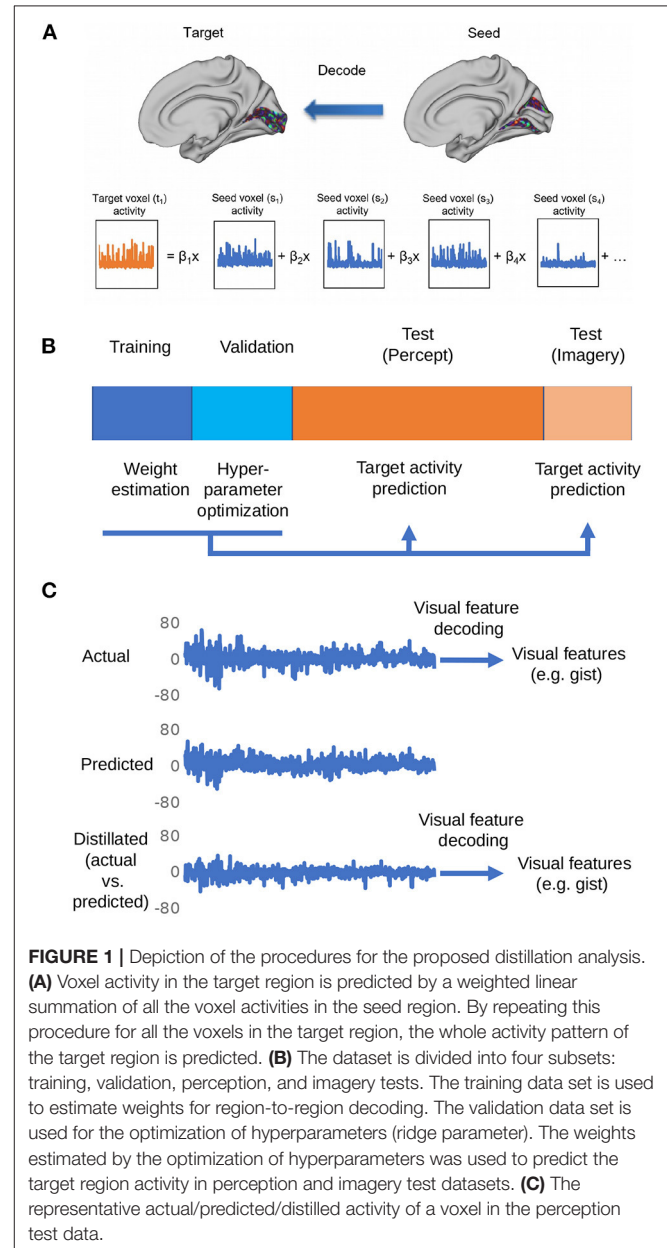 A
Target
Seed
Decode
Target voxel (t₁) activity
Seed voxel (s₁) activity
Seed voxel (s₂) activity
Seed voxel (s₃) activity
Seed voxel (s₄) activity
= β₁x
+ β₂x
+ β₃x
+ β₄x
+ ...
B
Training
Validation
Test
(Percept)
Test
(Imagery)
Weight
estimation
Hyper-
parameter
optimization
Target activity
prediction
Target activity
prediction
C
Actual
80
0
-80
Visual feature
decoding
Visual features
(e.g. gist)
Predicted
80
0
-80
Distillated
(actual
vs.
predicted)
80
0
-80
Visual feature
decoding
Visual features
(e.g. gist)
FIGURE 1 | Depiction of the procedures for the proposed distillation analysis.
(A) Voxel activity in the target region is predicted by a weighted linear
summation of all the voxel activities in the seed region. By repeating this
procedure for all the voxels in the target region, the whole activity pattern of
the target region is predicted. (B) The dataset is divided into four subsets:
training, validation, perception, and imagery tests. The training data set is used
to estimate weights for region-to-region decoding. The validation data set is
used for the optimization of hyperparameters (ridge parameter). The weights
estimated by the optimization of hyperparameters was used to predict the
target region activity in perception and imagery test datasets. (C) The
representative actual/predicted/distilled activity of a voxel in the perception
test data.